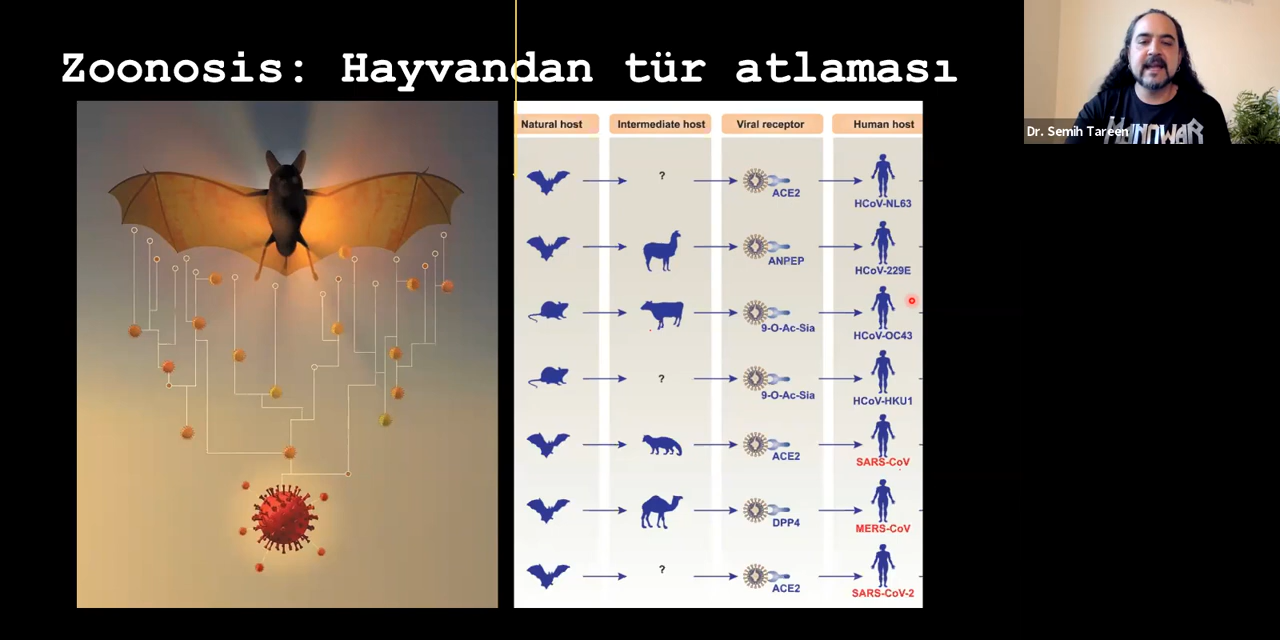 Zoonosis: Hayvandan tür atlaması
Dr. Semih Tareen
MANOWAR
Natural host Intermediate host Viral receptor Human host
? ACE2 HCoV-NL63
ANPEP HCoV-229E
9-O-Ac-Sia HCoV-OC43
? 9-O-Ac-Sia HCoV-HKU1
ACE2 SARS-CoV
DPP4 MERS-CoV
? ACE2 SARS-CoV-2